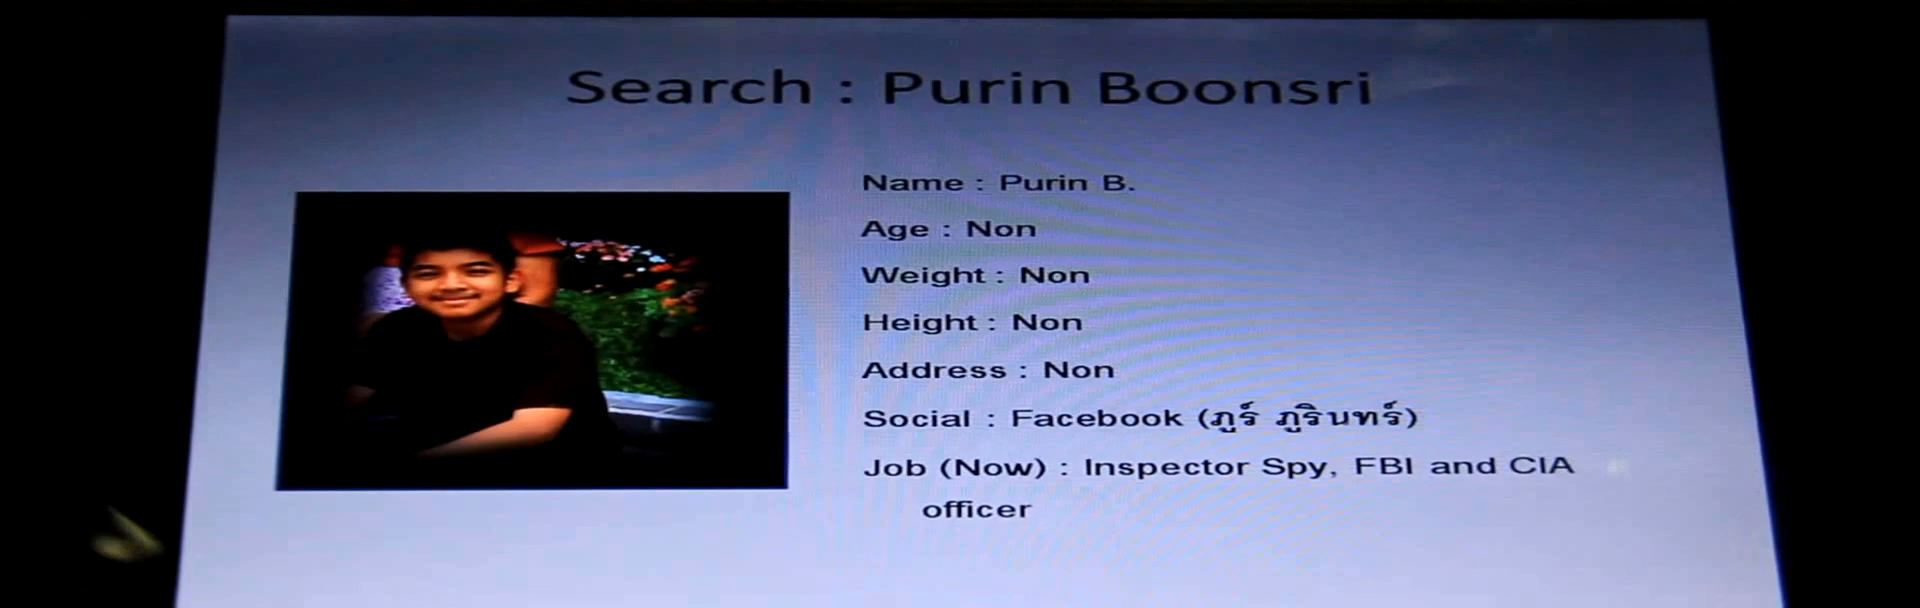 Search : Purin Boonsri
Name : Purin B.
Age : Non
Weight : Non
Height : Non
Address : Non
Social : Facebook (ภูร์ ภูรินทร์)
Job (Now) : Inspector Spy, FBI and CIA
officer